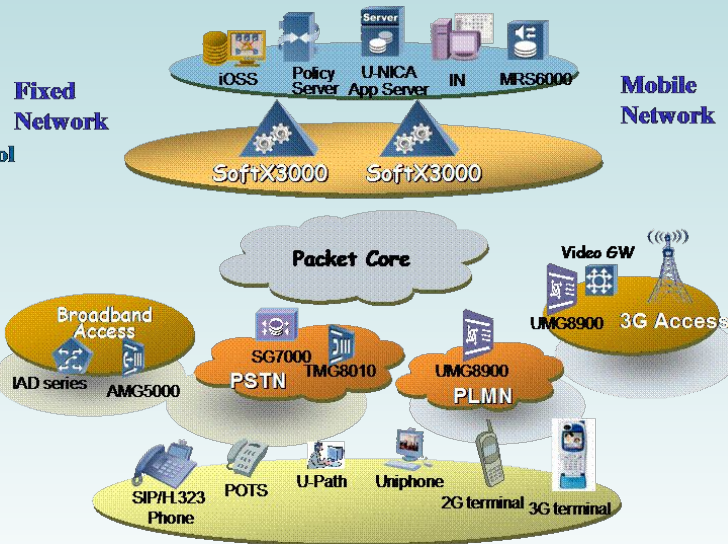 iOSS
Policy
Server
Server
U-NICA
App Server
IN
MRS6000
Fixed
Network
Mobile
Network
ol
SoftX3000
SoftX3000
Packet Core
Video GW
UMG8900
3G Access
Broadband
Access
IAD series
AMG5000
SG7000
TMG8010
PSTN
UMG8900
PLMN
SIP/H.323
Phone
POTS
U-Path
Uniphone
2G terminal
3G terminal